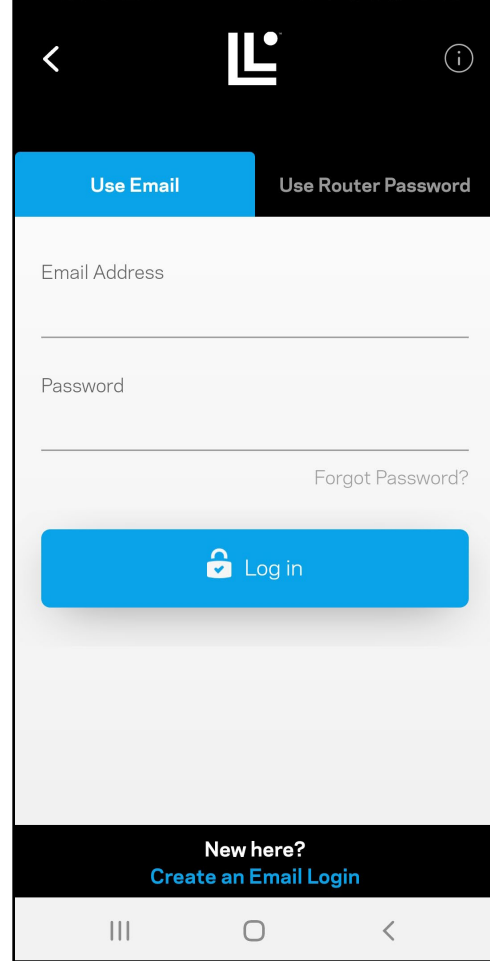 Use Email
Use Router Password
Email Address
Password
Forgot Password?
Log in
New here?
Create an Email Login